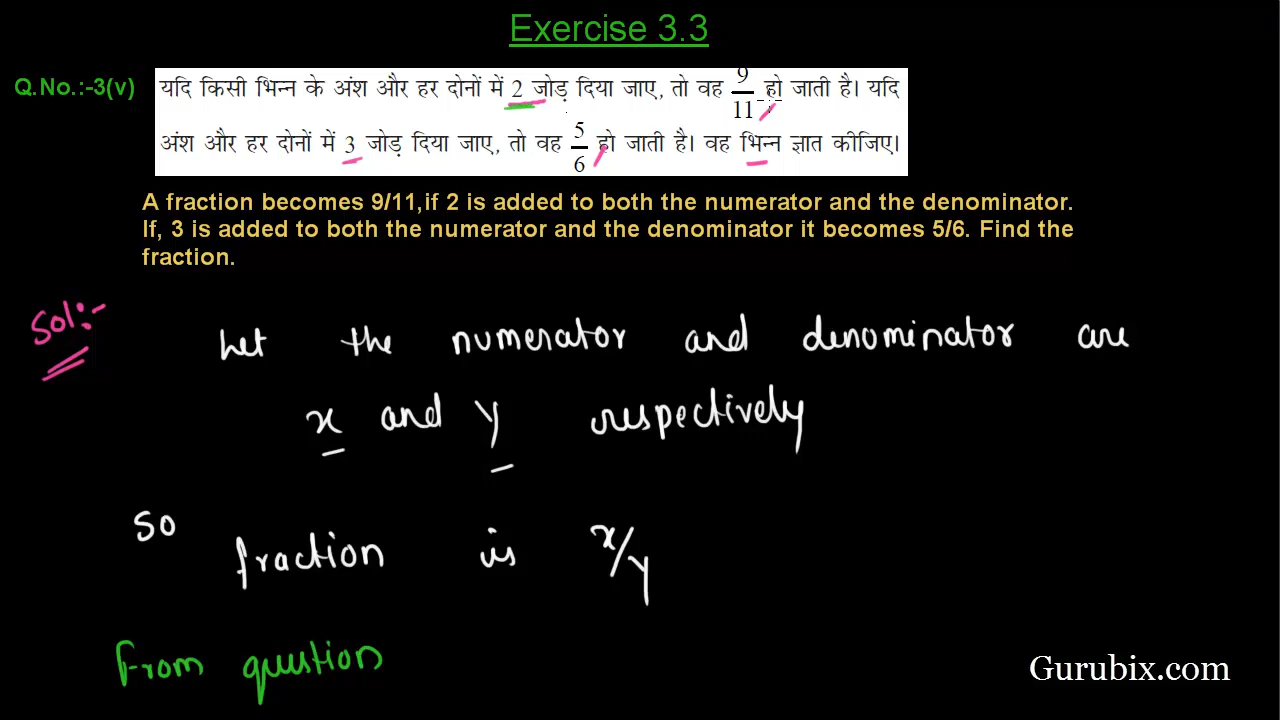 Exercise 3.3
Q.No.:-3(v)
यदि किसी भिन्न के अंश और हर दोनों में 2 जोड़ दिया जाए, तो वह 9/11 हो जाती है। यदि
अंश और हर दोनों में 3 जोड़ दिया जाए, तो वह 5/6 हो जाती है। वह भिन्न ज्ञात कीजिए।
A fraction becomes 9/11,if 2 is added to both the numerator and the denominator.
If, 3 is added to both the numerator and the denominator it becomes 5/6. Find the
fraction.
Sol:-
Let the numerator and denominator are
x and y respectively
So
fraction is x/y
From question
Gurubix.com